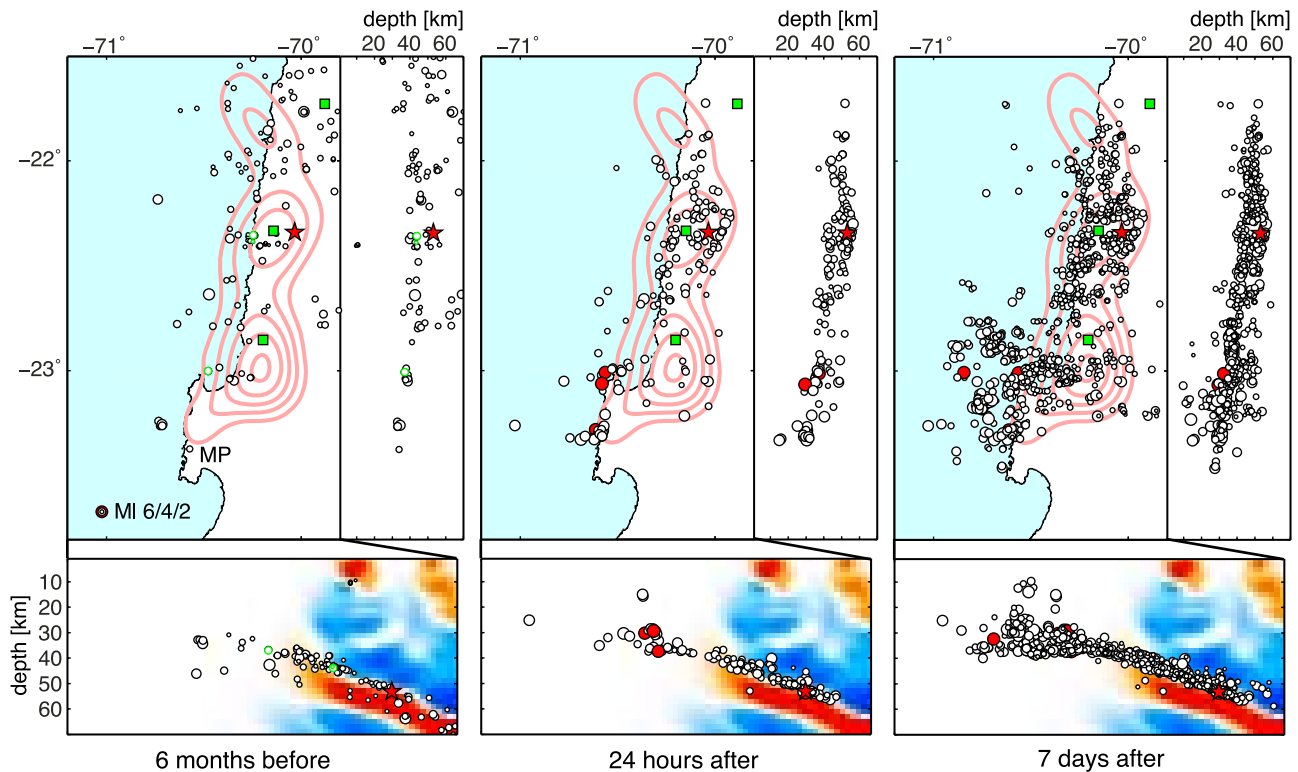 depth [km] depth [km] depth [km]
−71° −70° 20 40 60 −71° −70° 20 40 60 −71° −70° 20 40 60
−22°
−23°
MP
Ml 6/4/2
depth [km]
10
20
30
40
50
60
6 months before 24 hours after 7 days after